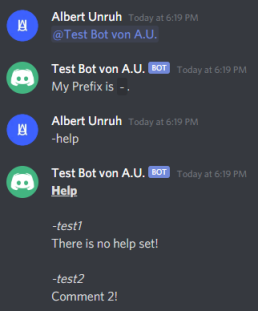 Albert Unruh Today at 6:19 PM
@Test Bot von A.U.
Test Bot von A.U. BOT Today at 6:19 PM
My Prefix is -.
Albert Unruh Today at 6:19 PM
-help
Test Bot von A.U. BOT Today at 6:19 PM
Help
-test1
There is no help set!
-test2
Comment 2!